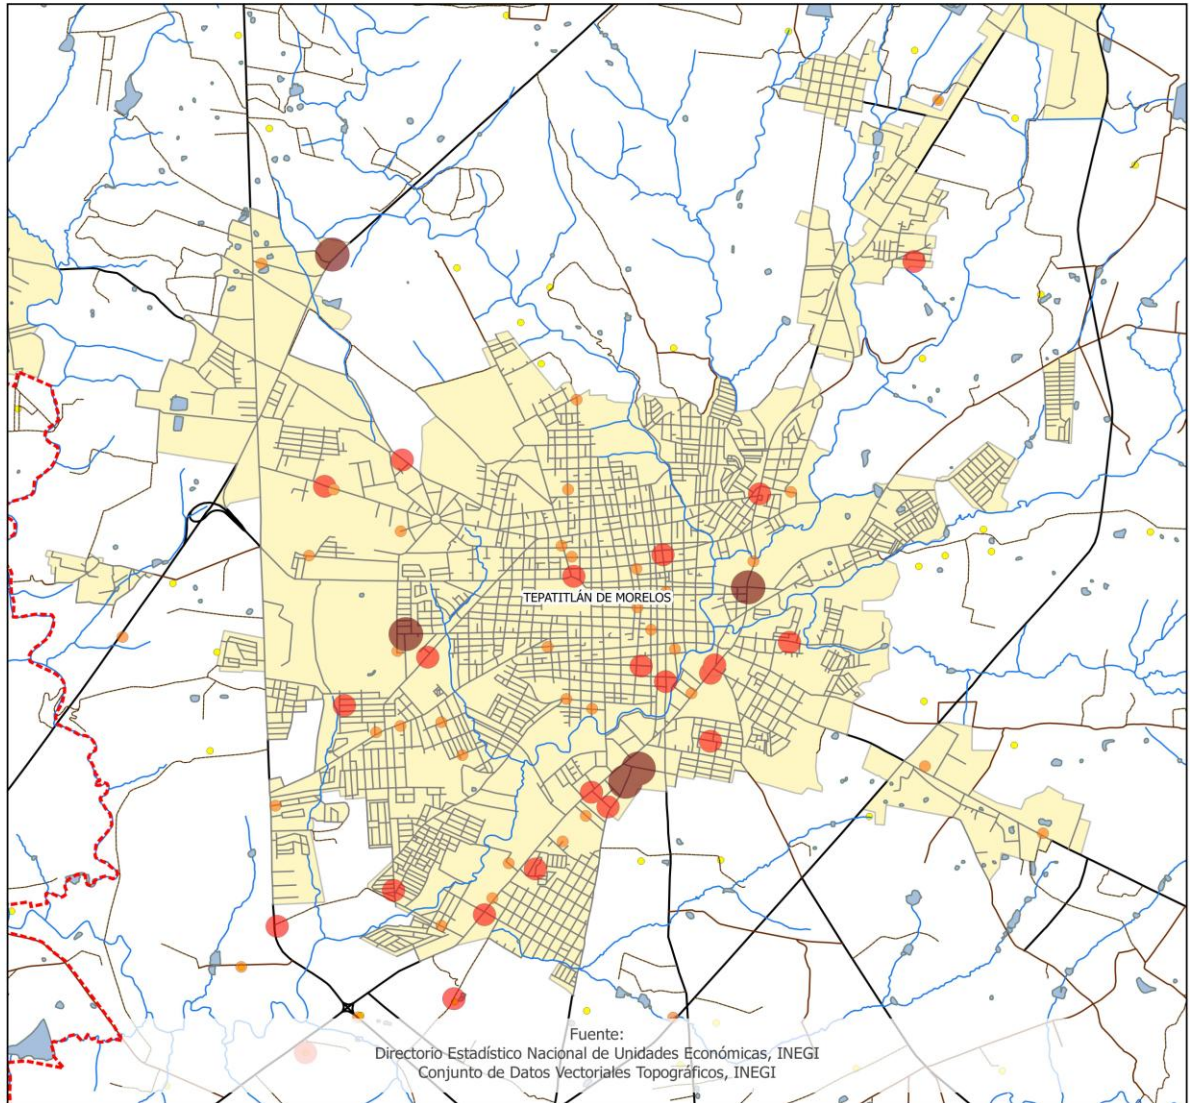 TEPATITLÁN DE MORELOS
Fuente:
Directorio Estadístico Nacional de Unidades Económicas, INEGI
Conjunto de Datos Vectoriales Topográficos, INEGI